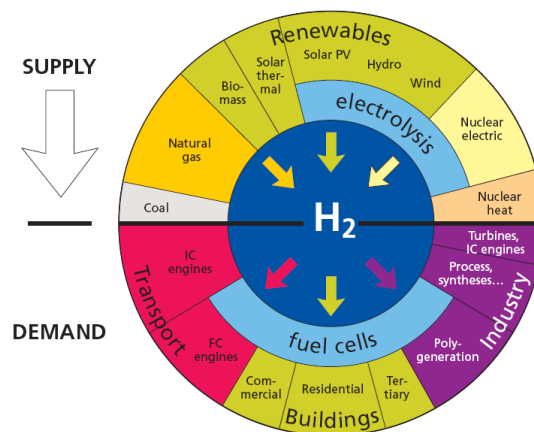 SUPPLY
Renewables
Solar PV
Hydro
Wind
Solar
ther-
mal
Bio-
mass
electrolysis
Nuclear
electric
Natural
gas
Nuclear
heat
Coal
H2
DEMAND
Transport
IC
engines
FC
engines
fuel cells
Turbines,
IC engines
Process,
syntheses...
Industry
Poly-
generation
Com-
mercial
Residential
Ter-
tiary
Buildings